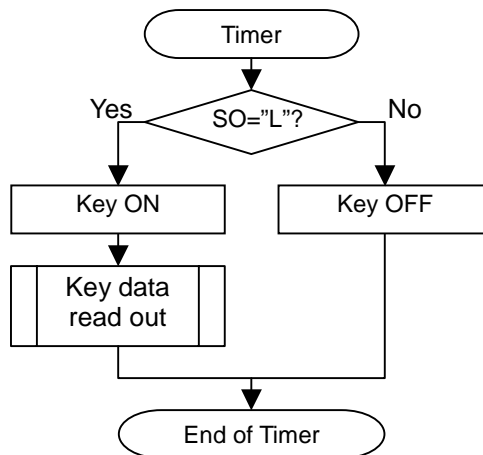 Timer
SO=”L”?
Yes
No
Key ON
Key OFF
Key data
read out
End of Timer